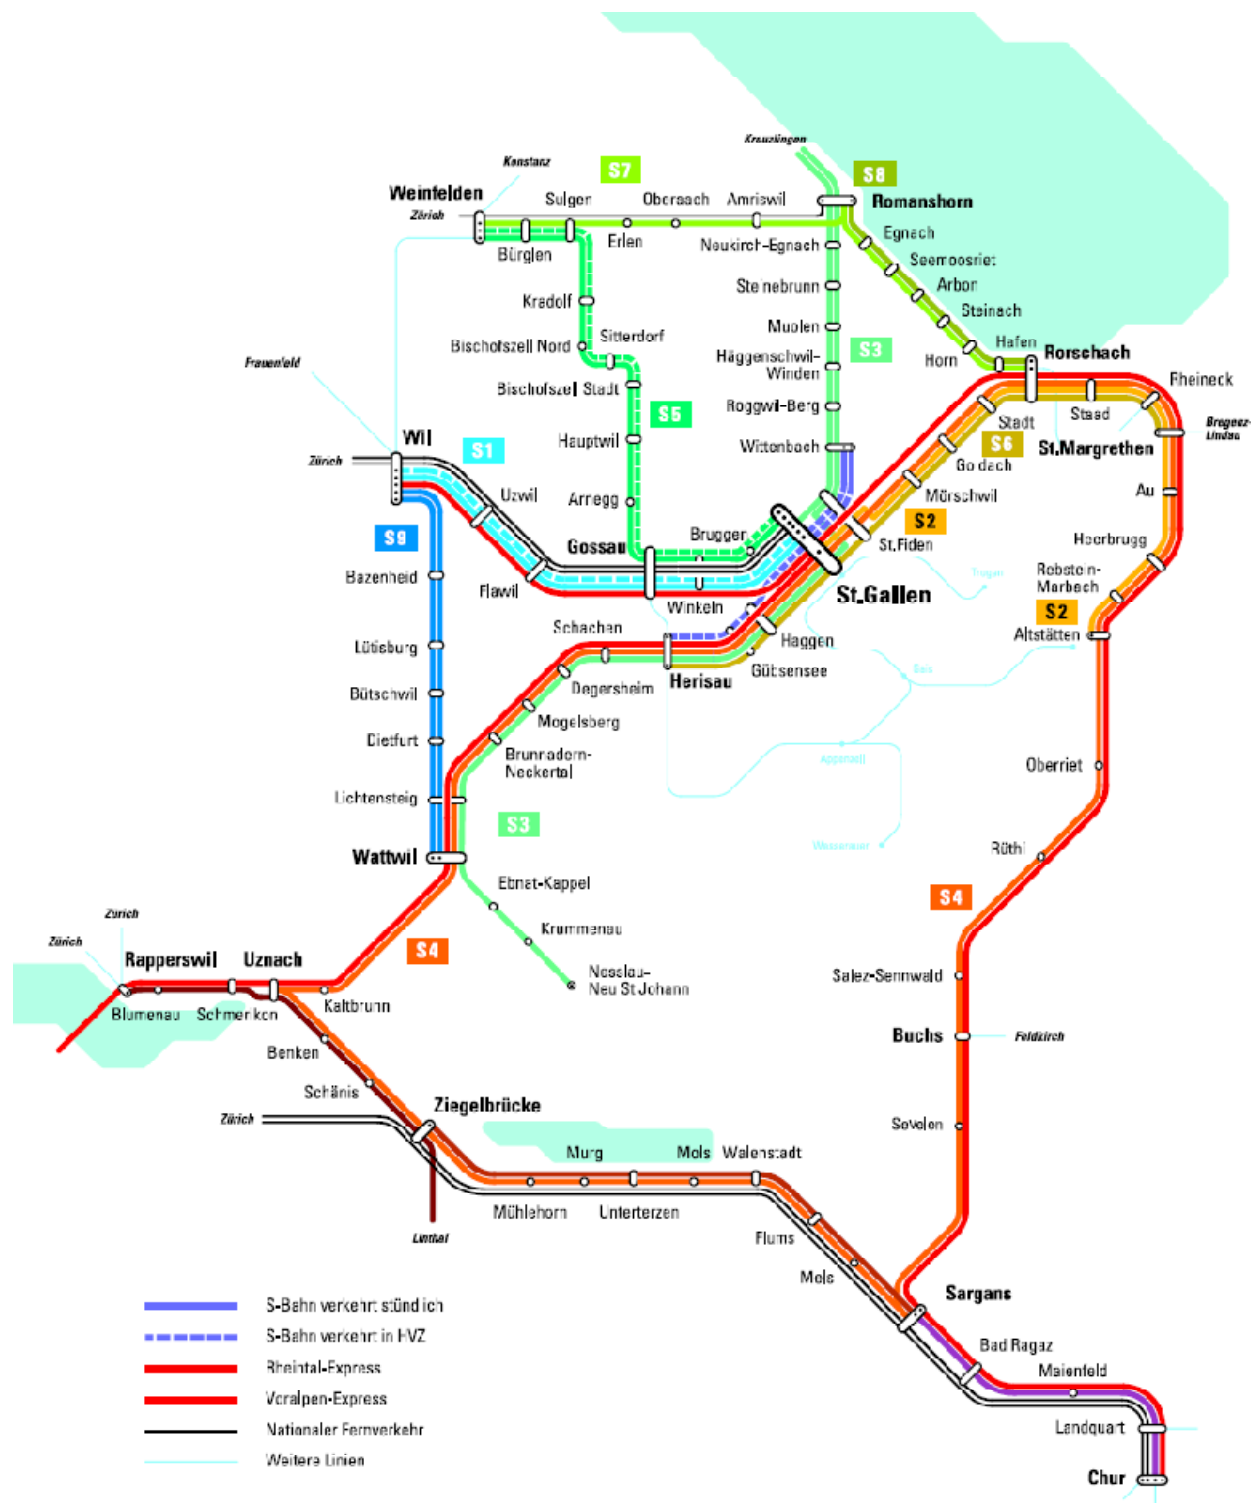 Kreuzlingen
Konstanz
S7
S8
Weinfelden
Zürich
Sulgen
Oberaach
Amriswil
Romanshorn
Erlen
Bürglen
Neukirch-Egnach
Egnach
Seemoosriet
Arbon
Steinach
Hafen
Horn
Rorschach
Kradolf
Steinebrunn
Bischofszell Nord
Sitterdorf
Muolen
Frauenfeld
Häggenschwil-
Winden
S3
Bischofszell Stadt
Roggwil-Berg
Rheineck
Staad
Stadt
S5
S6
Bregenz-
Lindau
Wil
Hauptwil
Wittenbach
St.Margrethen
S1
Zürich
Goldach
Uzwil
Arnegg
Mörschwil
Au
S9
Gossau
Brugger
S2
St.Fiden
Heerbrugg
Bazenheid
Flawil
Winkeln
St.Gallen
Trogen
Rebstein-
Marbach
S2
Schachen
Haggen
Altstätten
Lütisburg
Degersheim
Herisau
Gübsensee
Gais
Bütschwil
Mogelsberg
Dietfurt
Brunnadern-
Neckertal
Appenzell
Oberriet
Lichtensteig
S3
Wasserauen
Rüthi
Wattwil
Ebnat-Kappel
S4
Zürich
Krummenau
Zürich
S4
Rapperswil
Uznach
Nesslau-
Neu St Johann
Salez-Sennwald
Blumenau
Schmerikon
Kaltbrunn
Benken
Buchs
Feldkirch
Schänis
Zürich
Ziegelbrücke
Sevelen
Murg
Mols
Walenstadt
Mühlehorn
Unterterzen
Linthal
Flums
Mels
Sargans
S-Bahn verkehrt stündlich
S-Bahn verkehrt in HVZ
Rheintal-Express
Voralpen-Express
Nationaler Fernverkehr
Weitere Linien
Bad Ragaz
Maienfeld
Landquart
Chur